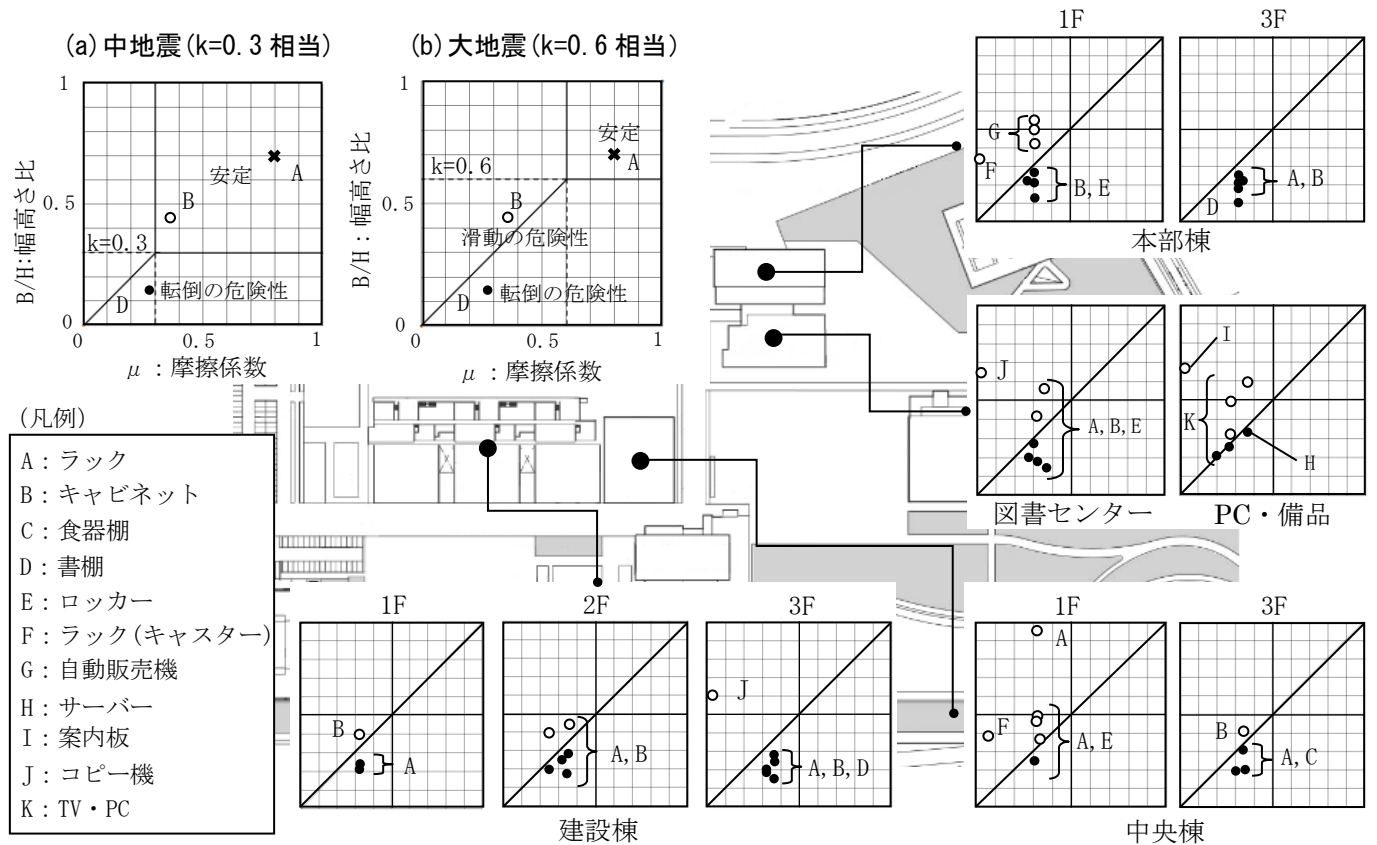 (a)中地震(k=0.3 相当)
1
B/H:幅高さ比
0.5
k=0.3
安定
A
B
D
転倒の危険性
0
0.5
1
μ :摩擦係数
(b)大地震(k=0.6 相当)
1
B/H:幅高さ比
0.5
k=0.6
安定
A
B
滑動の危険性
D
転倒の危険性
0
0
0.5
1
μ :摩擦係数
1F
G
F
B, E
3F
A, B
D
本部棟
J
A, B, E
図書センター
I
K
H
PC・備品
(凡例)
A:ラック
B:キャビネット
C:食器棚
D:書棚
E:ロッカー
F:ラック(キャスター)
G:自動販売機
H:サーバー
I:案内板
J:コピー機
K:TV・PC
1F
B
A
2F
A, B
3F
J
A, B, D
建設棟
1F
A
F
A, E
3F
B
A, C
中央棟